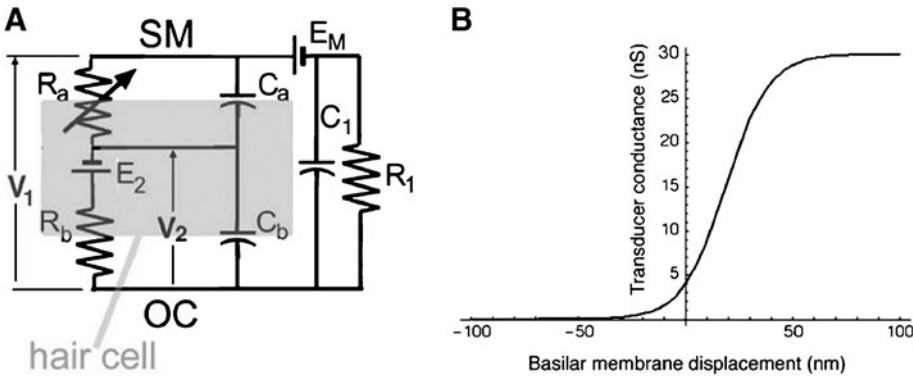 A
SM
E_M
R_a
C_a
C_1
V_1
E_2
R_1
R_b
V_2
C_b
OC
hair cell
B
Transducer conductance (nS)
30
25
20
15
10
5
-100
-50
0
50
100
Basilar membrane displacement (nm)